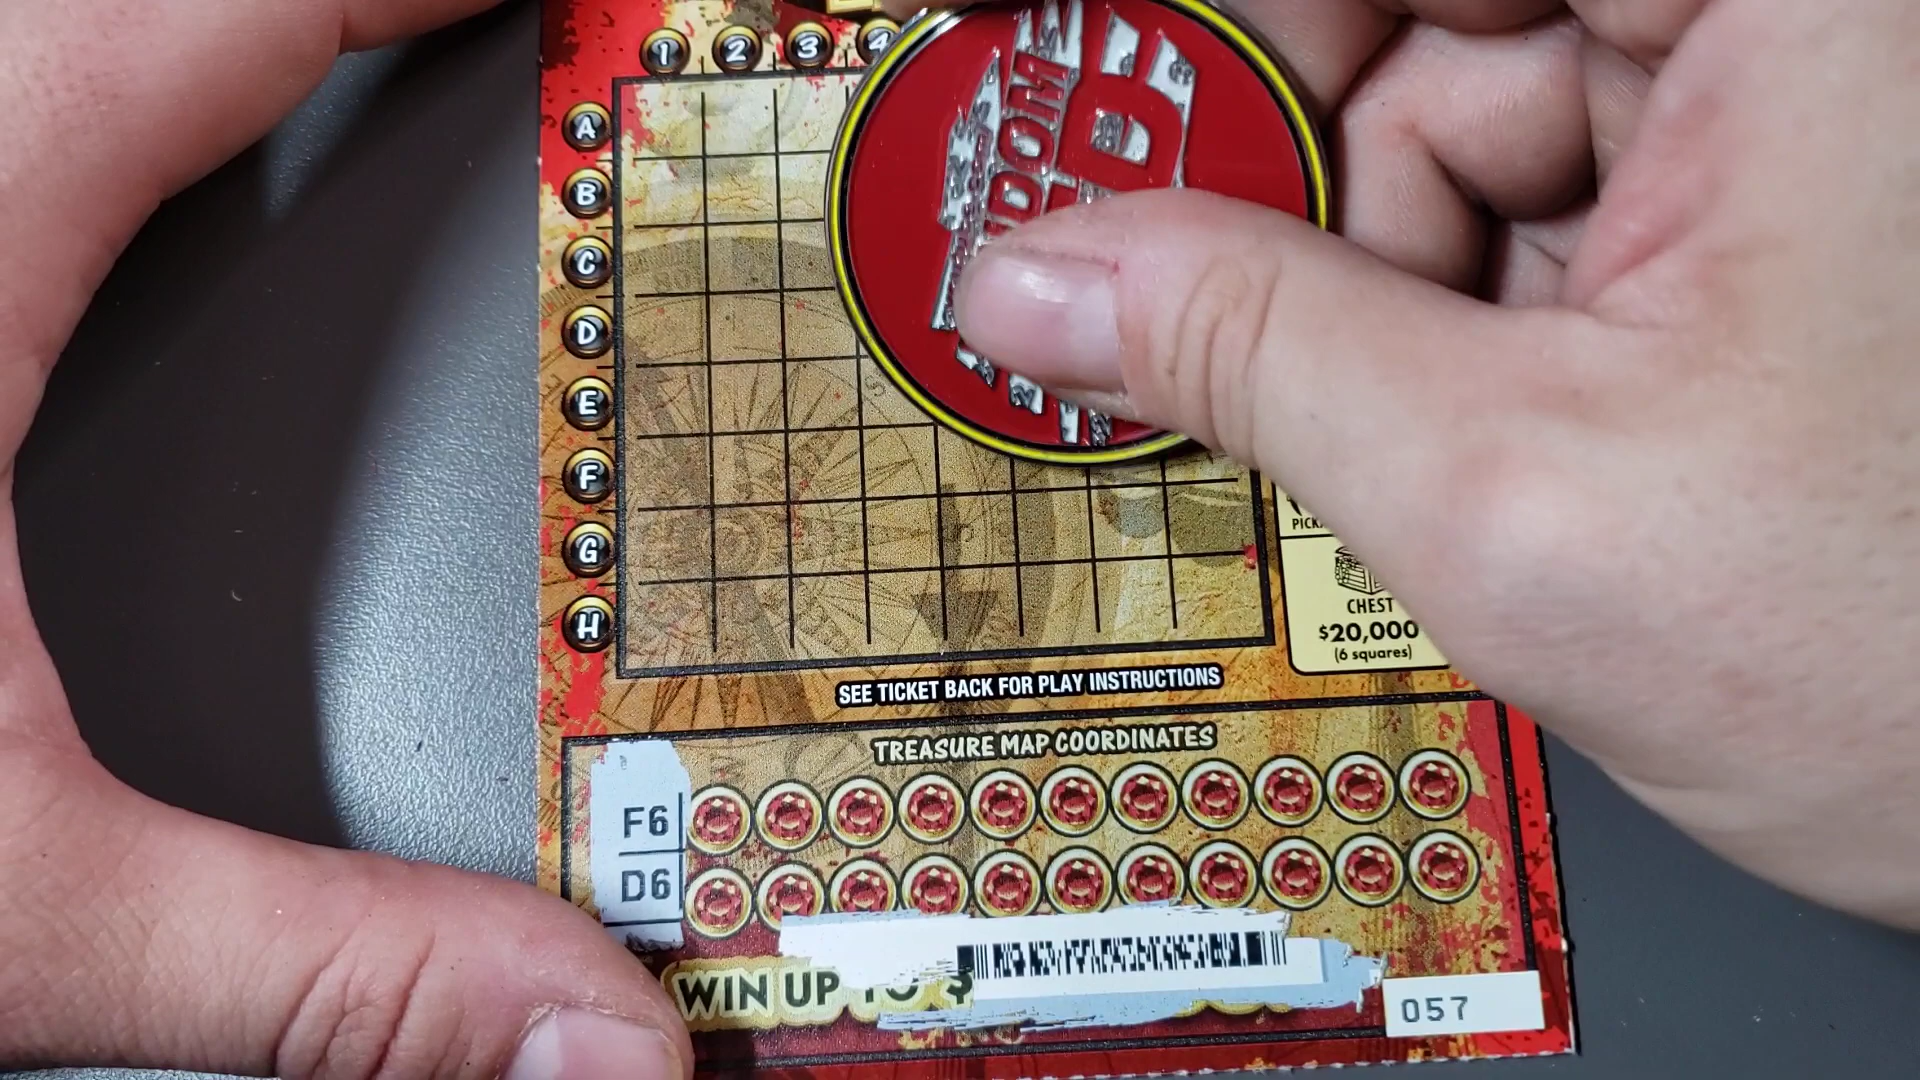 1 2 3 4
A
B
C
D
E
F
G
H
CHEST
$20,000
(6 squares)
SEE TICKET BACK FOR PLAY INSTRUCTIONS
TREASURE MAP COORDINATES
F6
D6
WIN UP TO $
057